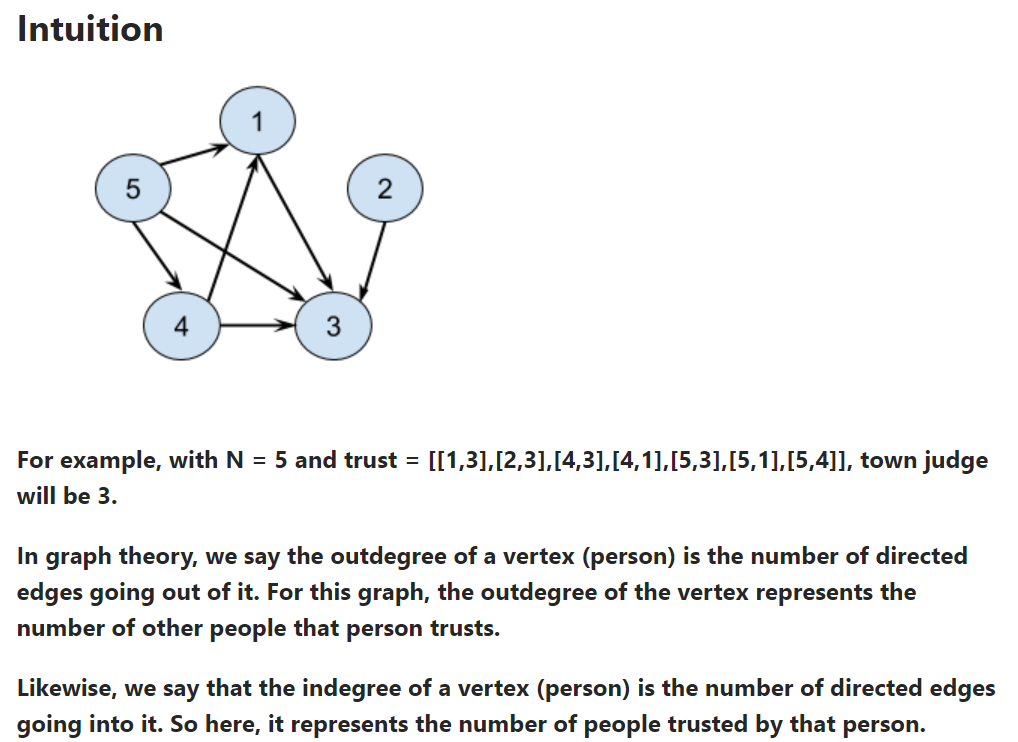 Intuition
1
5
2
4
3
For example, with N = 5 and trust = [[1,3],[2,3],[4,3],[4,1],[5,3],[5,1],[5,4]], town judge
will be 3.
In graph theory, we say the outdegree of a vertex (person) is the number of directed
edges going out of it. For this graph, the outdegree of the vertex represents the
number of other people that person trusts.
Likewise, we say that the indegree of a vertex (person) is the number of directed edges
going into it. So here, it represents the number of people trusted by that person.